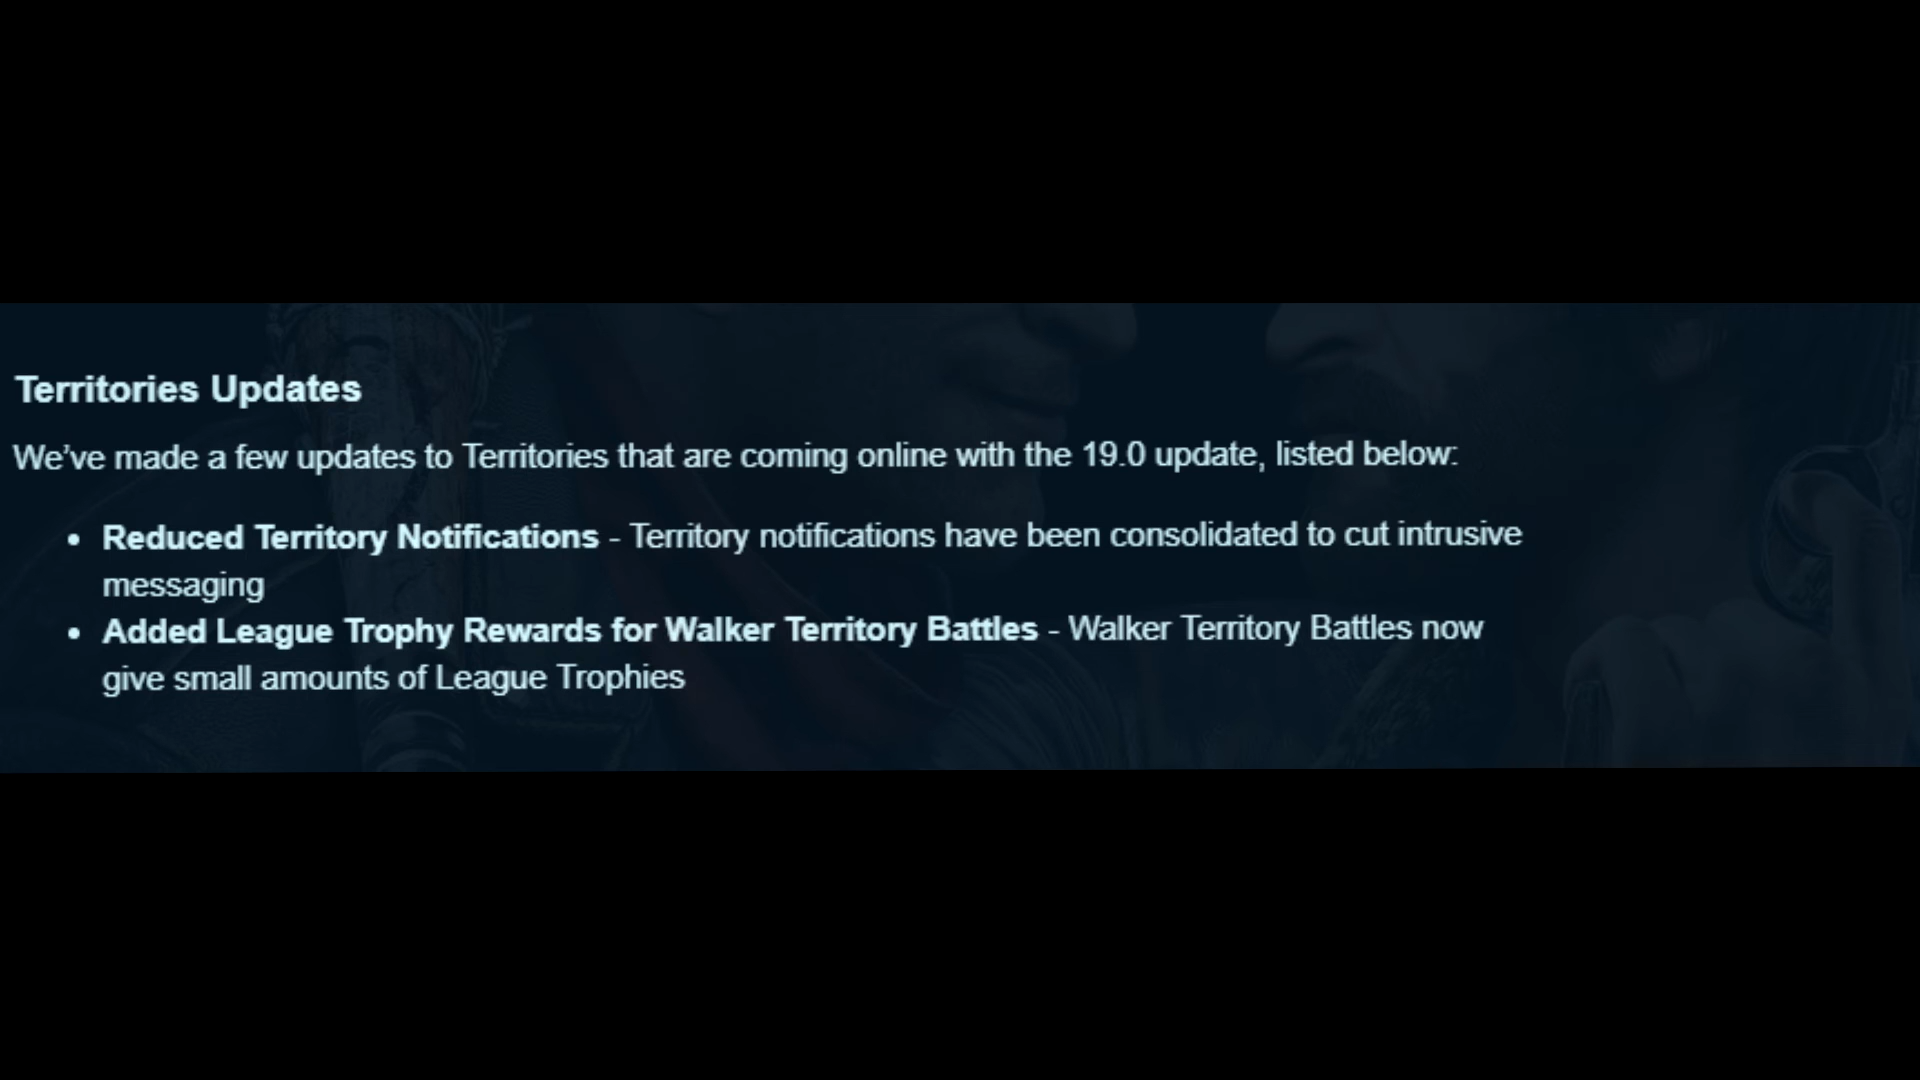 Territories Updates
We've made a few updates to Territories that are coming online with the 19.0 update, listed below:
• Reduced Territory Notifications - Territory notifications have been consolidated to cut intrusive
messaging
• Added League Trophy Rewards for Walker Territory Battles - Walker Territory Battles now
give small amounts of League Trophies